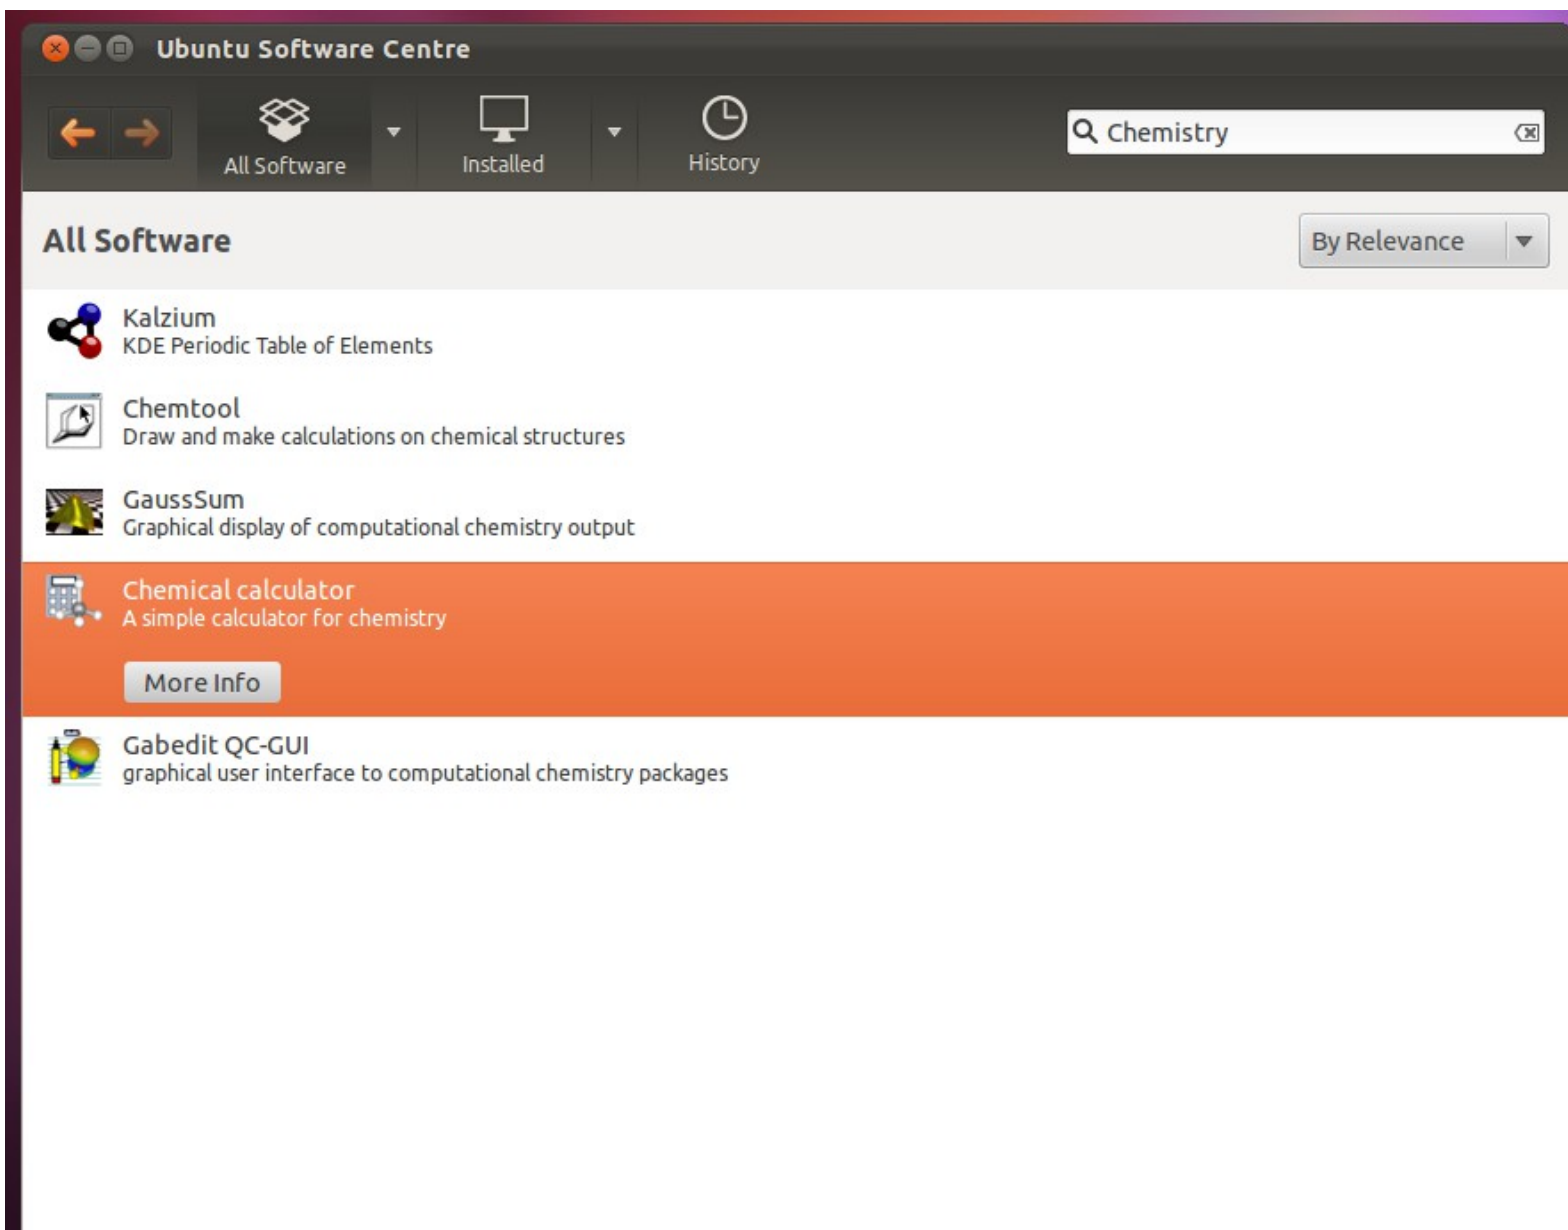 Ubuntu Software Centre
All Software
Installed
History
Chemistry
All Software
By Relevance
Kalzium
KDE Periodic Table of Elements
Chemtool
Draw and make calculations on chemical structures
GaussSum
Graphical display of computational chemistry output
Chemical calculator
A simple calculator for chemistry
More Info
Gabedit QC-GUI
graphical user interface to computational chemistry packages